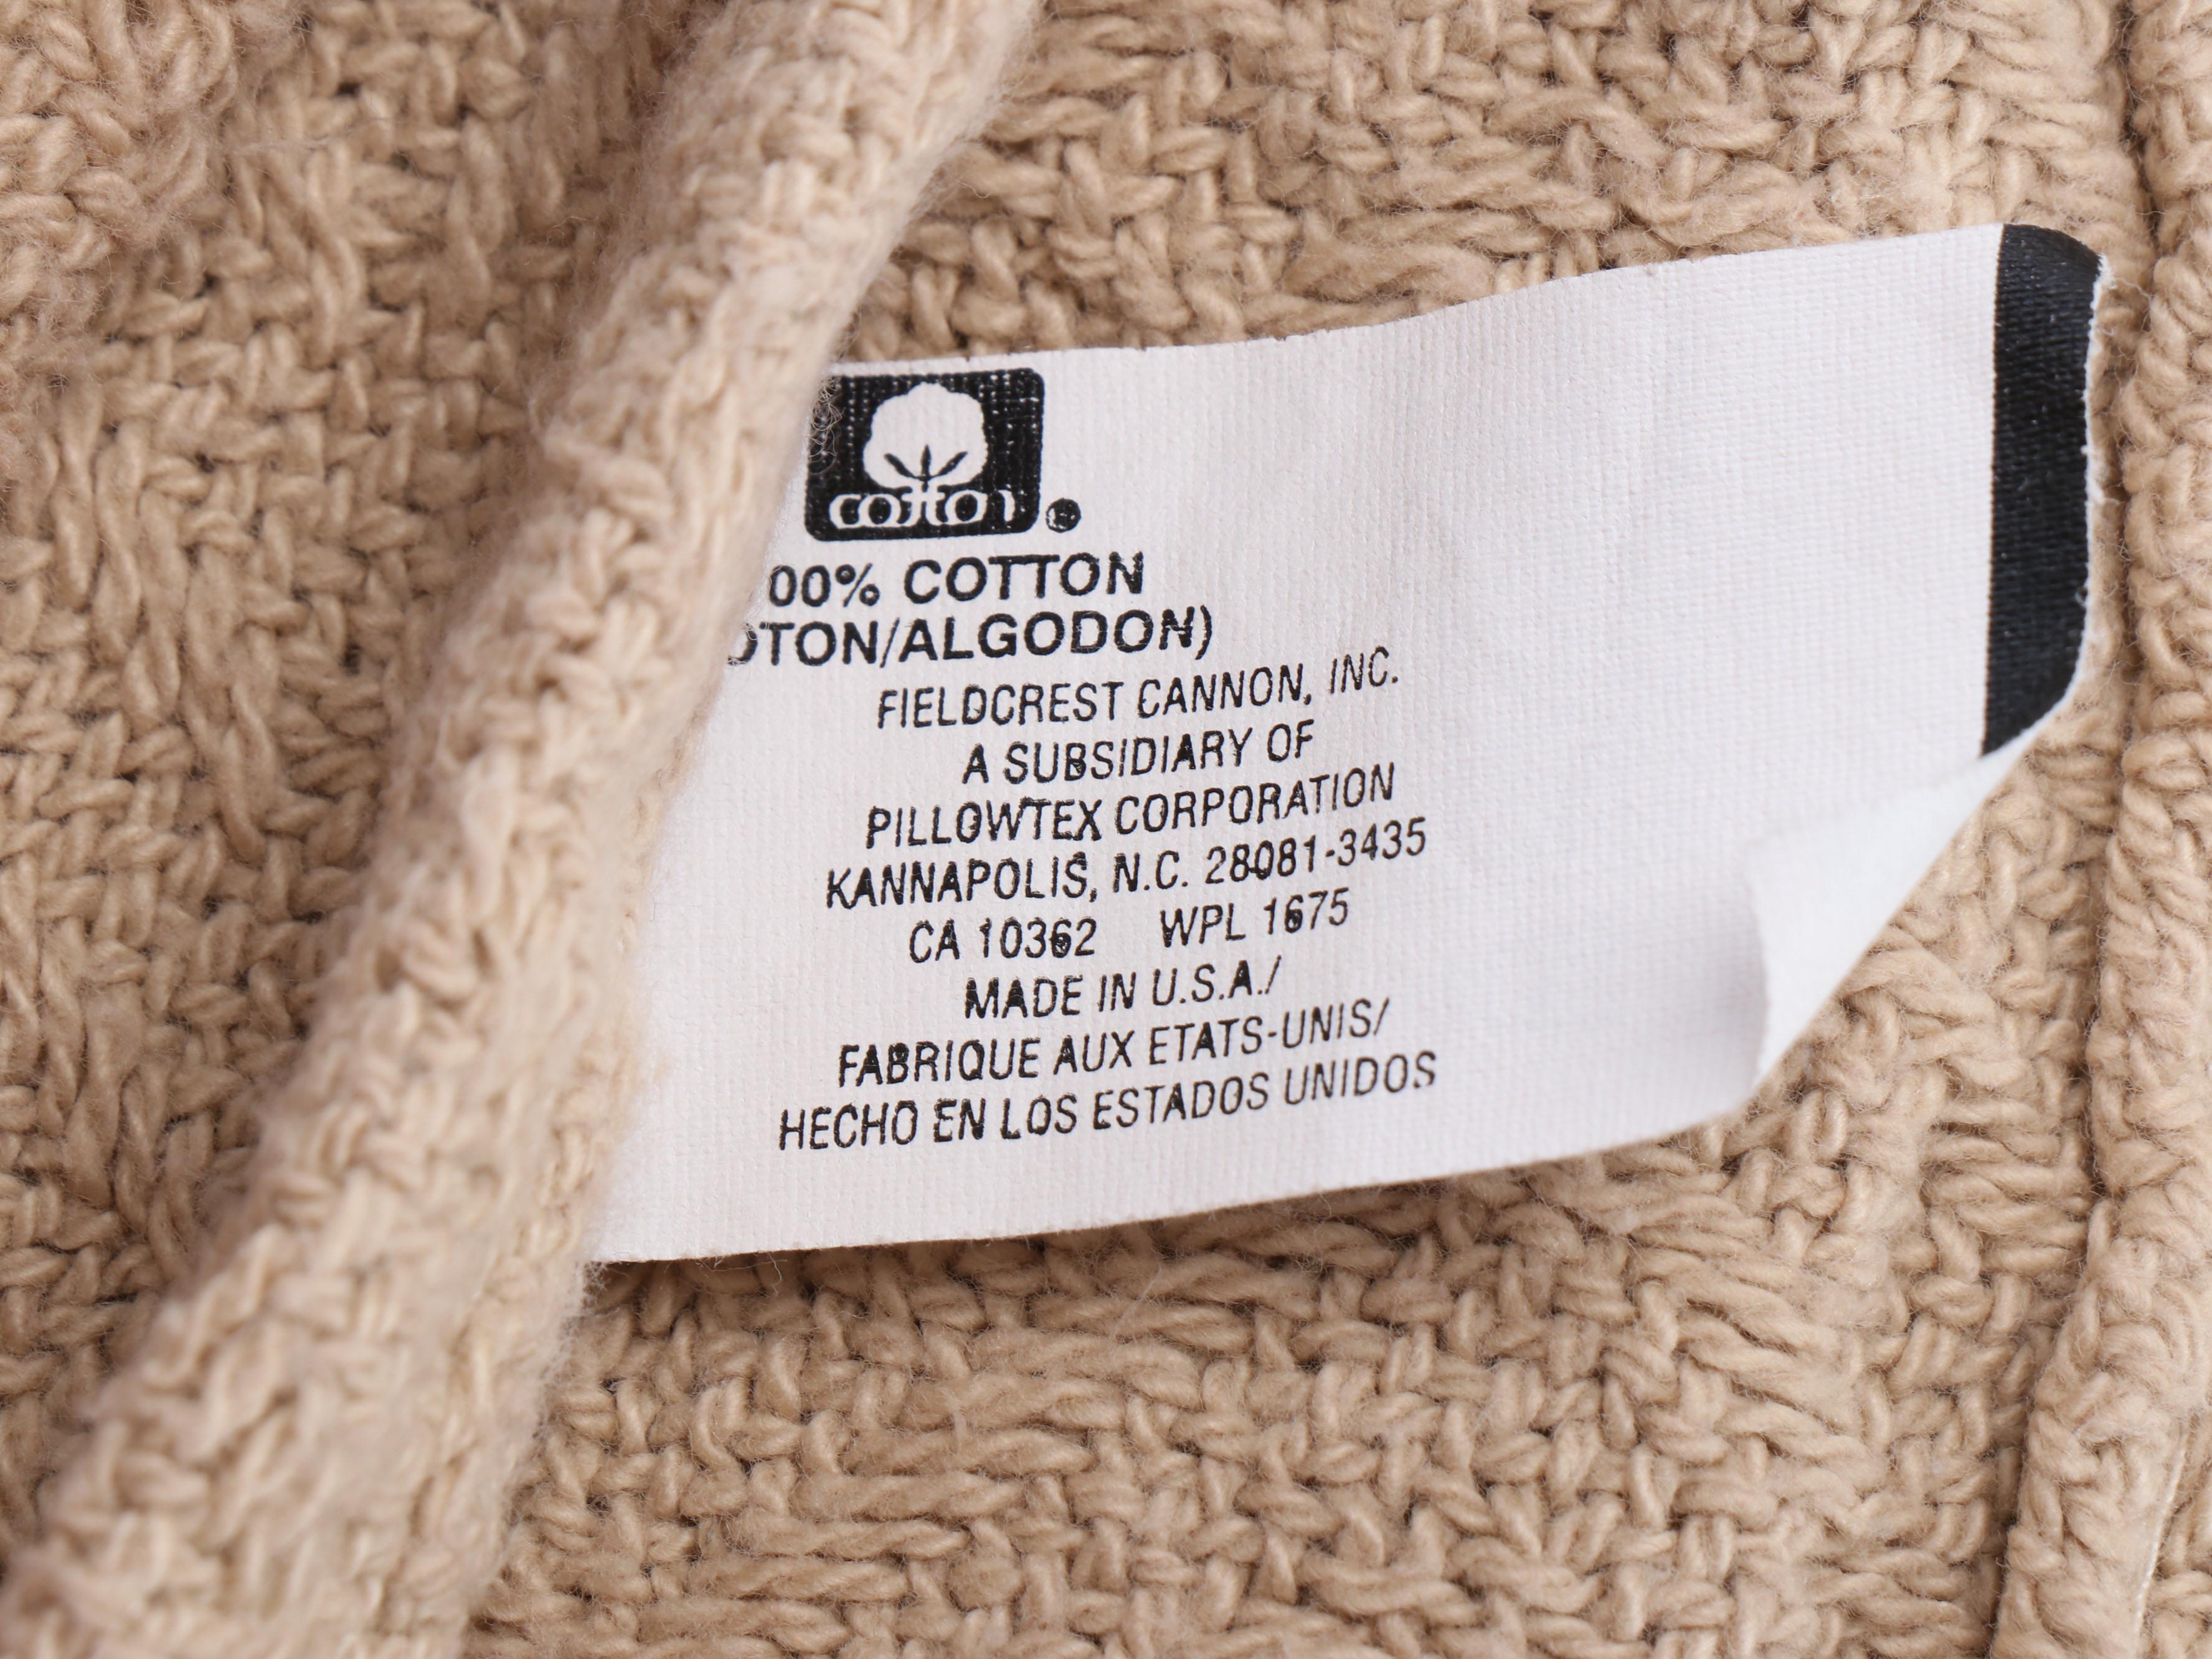 cotton ®
00% COTTON
OTON/ALGODON)
FIELDCREST CANNON, INC.
A SUBSIDIARY OF
PILLOWTEX CORPORATION
KANNAPOLIS, N.C. 28081-3435
CA 10362 WPL 1675
MADE IN U.S.A./
FABRIQUE AUX ETATS-UNIS/
HECHO EN LOS ESTADOS UNIDOS